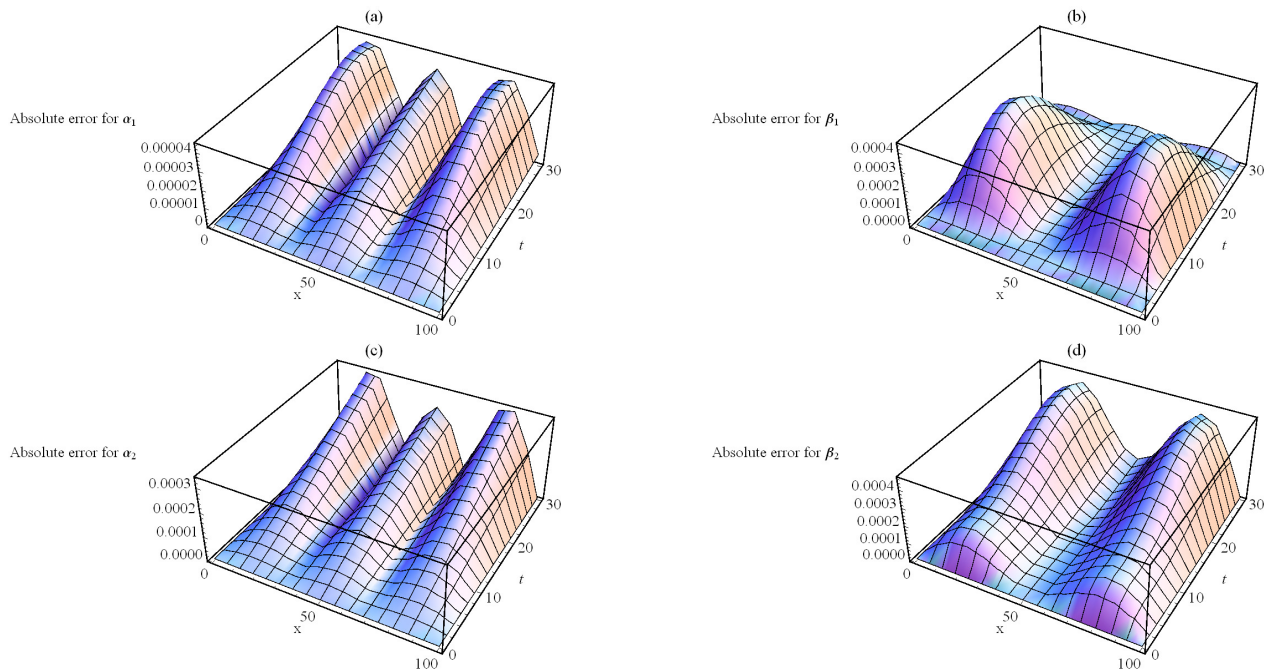 (a)
Absolute error for α₁
0.00004
0.00003
0.00002
0.00001
0
0
50
x
100
0
10
20
30
t
(b)
Absolute error for β₁
0.0004
0.0003
0.0002
0.0001
0.0000
0
50
x
100
0
10
20
30
t
(c)
Absolute error for α₂
0.0003
0.0002
0.0001
0.0000
0
50
x
100
0
10
20
30
t
(d)
Absolute error for β₂
0.0004
0.0003
0.0002
0.0001
0.0000
0
50
x
100
0
10
20
30
t